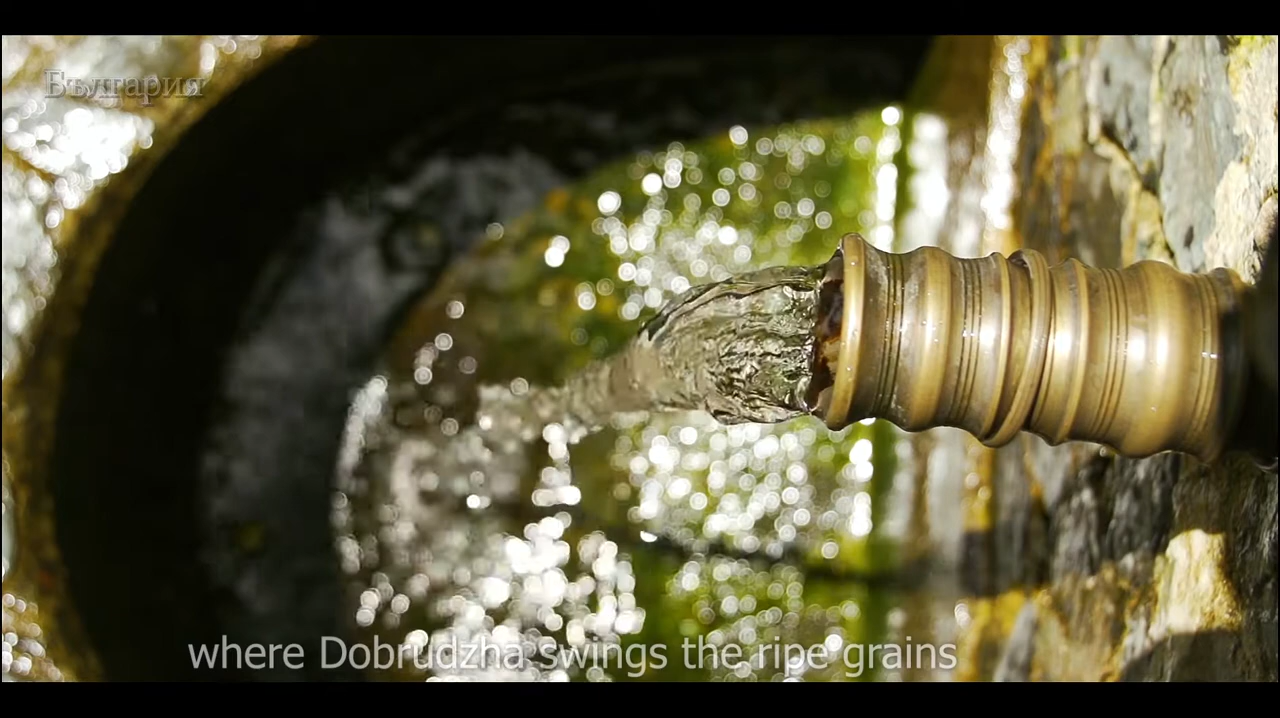 България
where Dobrudzha swings the ripe grains